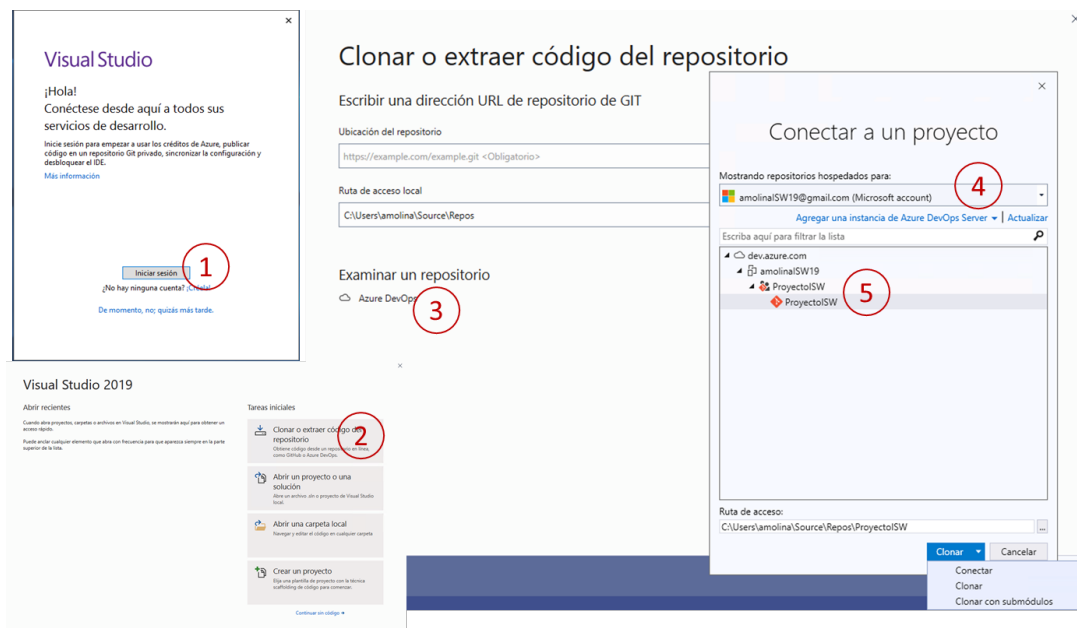 Visual Studio
¡Hola!
Conéctese desde aquí a todos sus
servicios de desarrollo.
Inicie sesión para empezar a usar los créditos de Azure, publicar
código en un repositorio Git privado, sincronizar la configuración y
desbloquear el IDE.
Más información
Iniciar sesión
1
¿No hay ninguna cuenta? ¡Créela!
De momento, no; quizás más tarde.
Visual Studio 2019
Abrir recientes
Cuando abra proyectos, carpetas o archivos en Visual Studio, se mostrarán aquí para obtener un
acceso rápido.
Puede anclar cualquier elemento que abra con frecuencia para que aparezca siempre en la parte
superior de la lista.
Tareas iniciales
Clonar o extraer código del
repositorio
2
Obtiene código desde un repositorio en línea,
como GitHub o Azure DevOps.
Abrir un proyecto o una
solución
Abre un archivo .sln o proyecto de Visual Studio
local.
Abrir una carpeta local
Navegar y editar el código en cualquier carpeta
Crear un proyecto
Elija una plantilla de proyecto con la técnica
scaffolding de código para comenzar.
Continuar sin código
Clonar o extraer código del repositorio
Escribir una dirección URL de repositorio de GIT
Ubicación del repositorio
https://example.com/example.git <Obligatorio>
Ruta de acceso local
C:\Users\amolina\Source\Repos
Examinar un repositorio
Azure DevOps
3
Conectar a un proyecto
Mostrando repositorios hospedados para:
4
amolinaISW19@gmail.com (Microsoft account)
Agregar una instancia de Azure DevOps Server | Actualizar
Escriba aquí para filtrar la lista
dev.azure.com
amolinaISW19
ProyectoISW
5
ProyectoISW
Ruta de acceso:
C:\Users\amolina\Source\Repos\ProyectoISW
...
Clonar
Cancelar
Conectar
Clonar
Clonar con submódulos